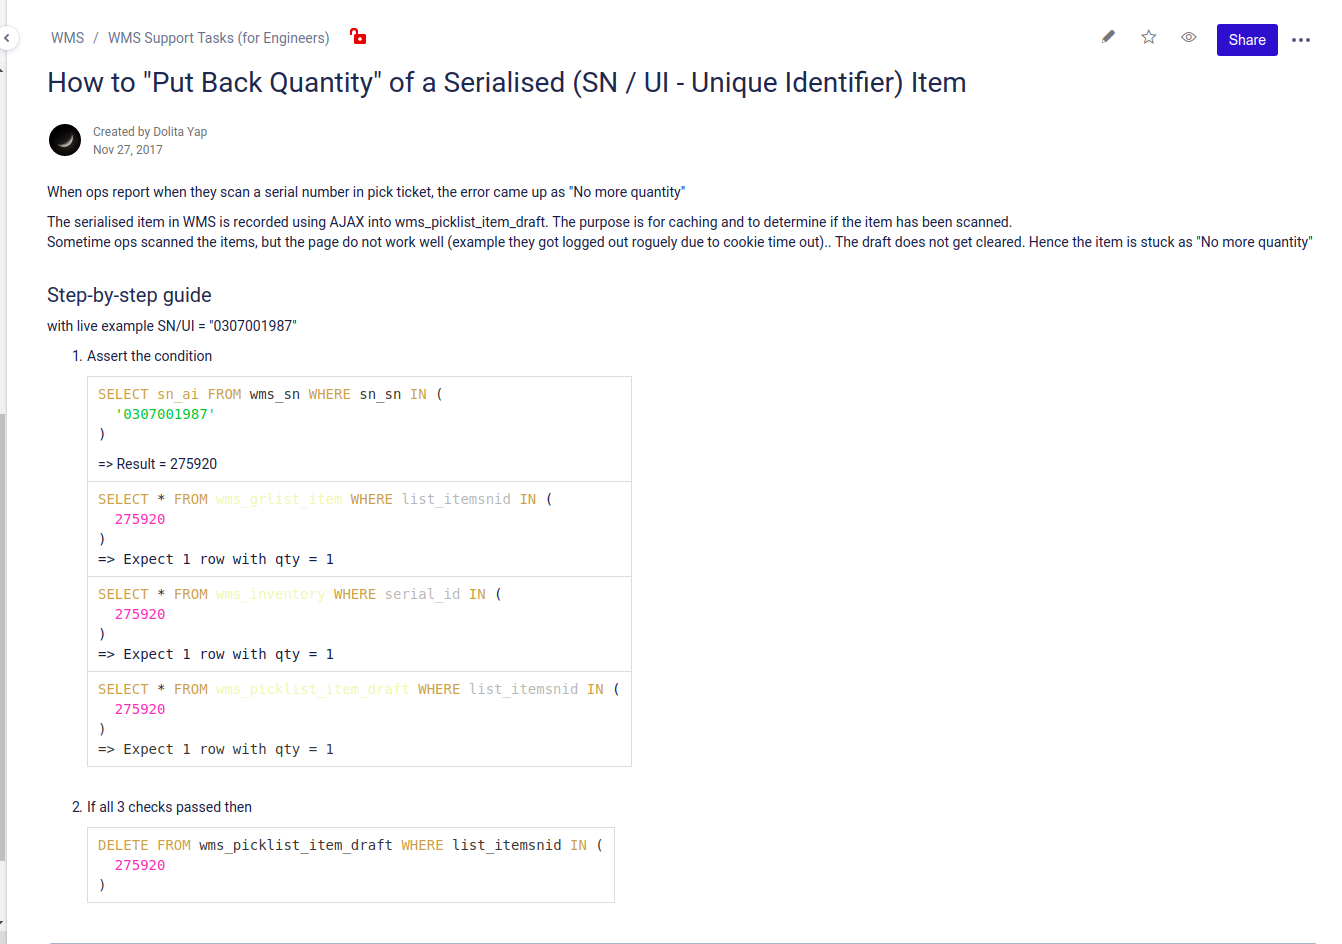 WMS / WMS Support Tasks (for Engineers)
Share
How to "Put Back Quantity" of a Serialised (SN / UI - Unique Identifier) Item
Created by Dolita Yap
Nov 27, 2017
When ops report when they scan a serial number in pick ticket, the error came up as "No more quantity"
The serialised item in WMS is recorded using AJAX into wms_picklist_item_draft. The purpose is for caching and to determine if the item has been scanned.
Sometime ops scanned the items, but the page do not work well (example they got logged out roguely due to cookie time out).. The draft does not get cleared. Hence the item is stuck as "No more quantity"
Step-by-step guide
with live example SN/UI = "0307001987"
1. Assert the condition
SELECT sn_ai FROM wms_sn WHERE sn_sn IN (
'0307001987'
)
=> Result = 275920
SELECT * FROM wms_grlist_item WHERE list_itemsnid IN (
275920
)
=> Expect 1 row with qty = 1
SELECT * FROM wms_inventory WHERE serial_id IN (
275920
)
=> Expect 1 row with qty = 1
SELECT * FROM wms_picklist_item_draft WHERE list_itemsnid IN (
275920
)
=> Expect 1 row with qty = 1
2. If all 3 checks passed then
DELETE FROM wms_picklist_item_draft WHERE list_itemsnid IN (
275920
)